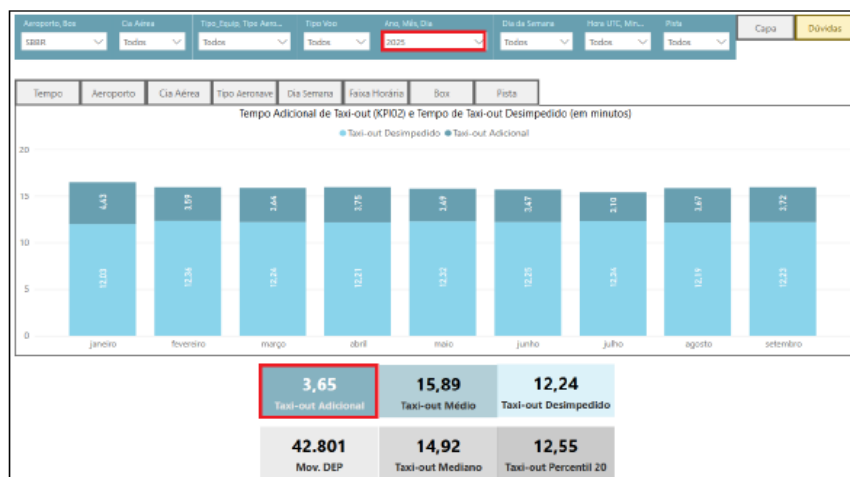 Aeroporto, Box
Cia Aérea
Tipo_Equip, Tipo Aero...
Tipo Voo
Ano, Mês, Dia
Dia da Semana
Hora UTC, Min...
Pista
SBBR
Todos
Todos
Todos
2025
Todos
Todos
Todos
Capa
Dúvidas
Tempo
Aeroporto
Cia Aérea
Tipo Aeronave
Dia Semana
Faixa Horária
Box
Pista
Tempo Adicional de Taxi-out (KPI02) e Tempo de Taxi-out Desimpedido (em minutos)
Taxi-out Desimpedido
Taxi-out Adicional
20
15
10
5
0
4,43
3,59
3,64
3,75
3,49
3,47
3,10
3,67
3,72
12,03
12,36
12,24
12,21
12,32
12,25
12,34
12,19
12,22
janeiro
fevereiro
março
abril
maio
junho
julho
agosto
setembro
3,65
Taxi-out Adicional
15,89
Taxi-out Médio
12,24
Taxi-out Desimpedido
42.801
Mov. DEP
14,92
Taxi-out Mediano
12,55
Taxi-out Percentil 20